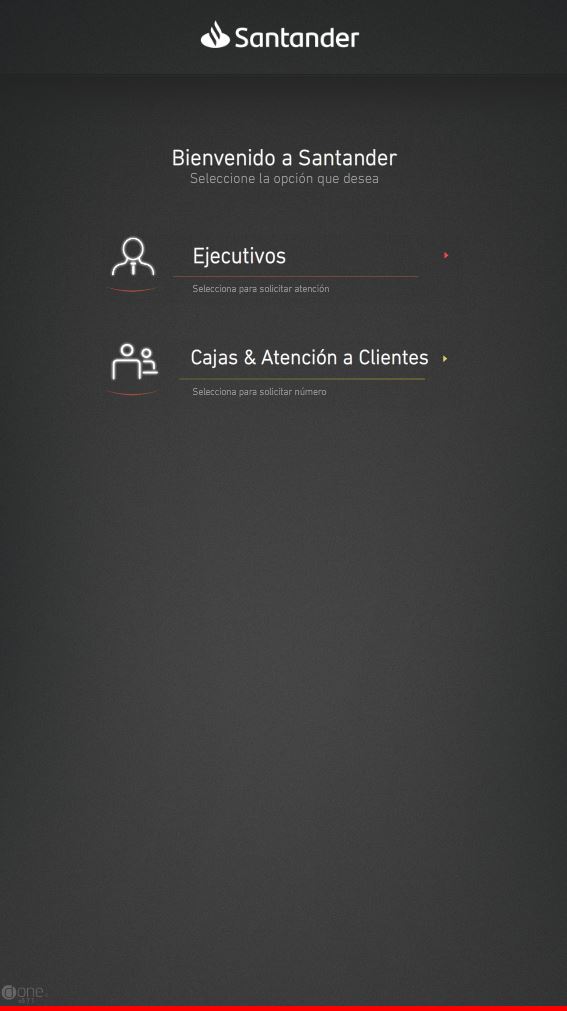 Santander
Bienvenido a Santander
Seleccione la opción que desea
Ejecutivos
Selecciona para solicitar atención
Cajas & Atención a Clientes
Selecciona para solicitar número
one